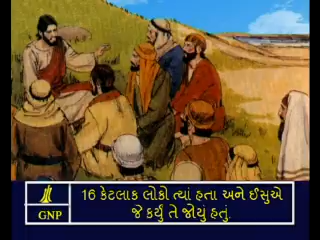 16 કેટલાક લોકો ત્યાં હતા અને ઈસુએ
જે કર્યું તે જોયું હતું.
GNP